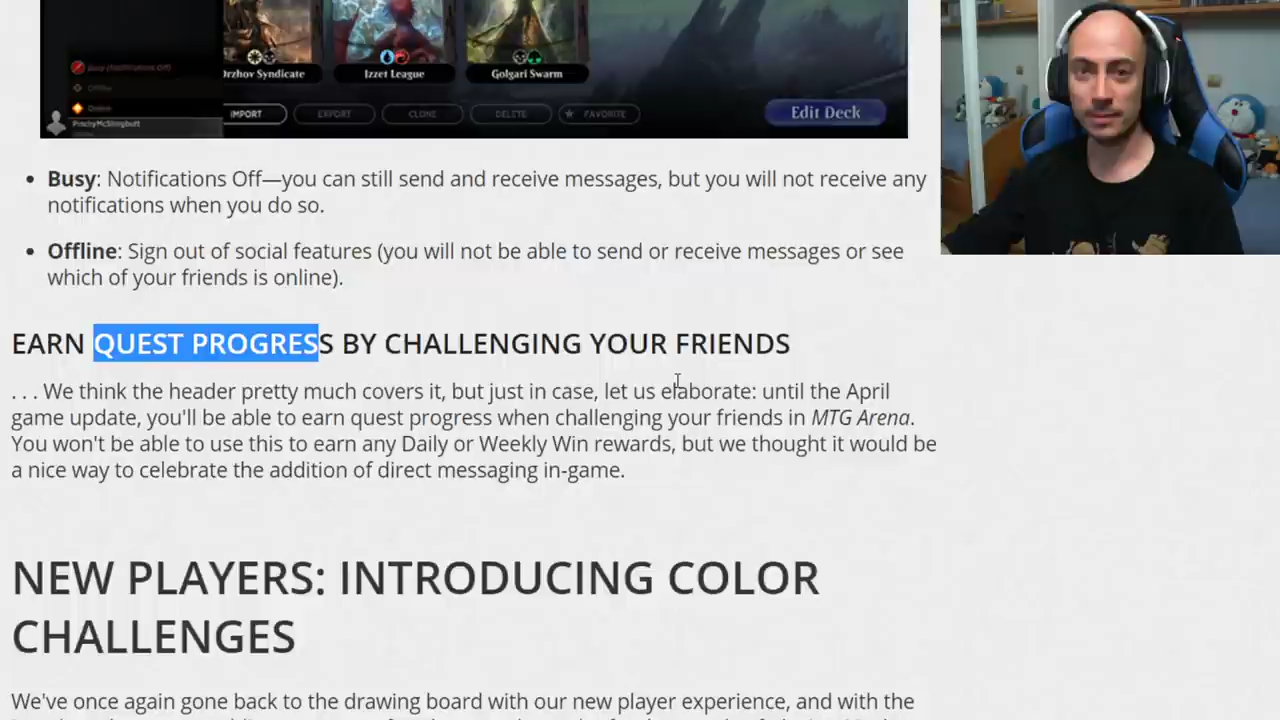 Busy (Notifications Off)
Offline
Online
PinchyMcSlingbutt
Orzhov Syndicate
Izzet League
Golgari Swarm
IMPORT
EXPORT
CLONE
DELETE
FAVORITE
Edit Deck
• Busy: Notifications Off—you can still send and receive messages, but you will not receive any
notifications when you do so.
• Offline: Sign out of social features (you will not be able to send or receive messages or see
which of your friends is online).
EARN QUEST PROGRESS BY CHALLENGING YOUR FRIENDS
. . . We think the header pretty much covers it, but just in case, let us elaborate: until the April
game update, you'll be able to earn quest progress when challenging your friends in MTG Arena.
You won't be able to use this to earn any Daily or Weekly Win rewards, but we thought it would be
a nice way to celebrate the addition of direct messaging in-game.
NEW PLAYERS: INTRODUCING COLOR
CHALLENGES
We've once again gone back to the drawing board with our new player experience, and with the